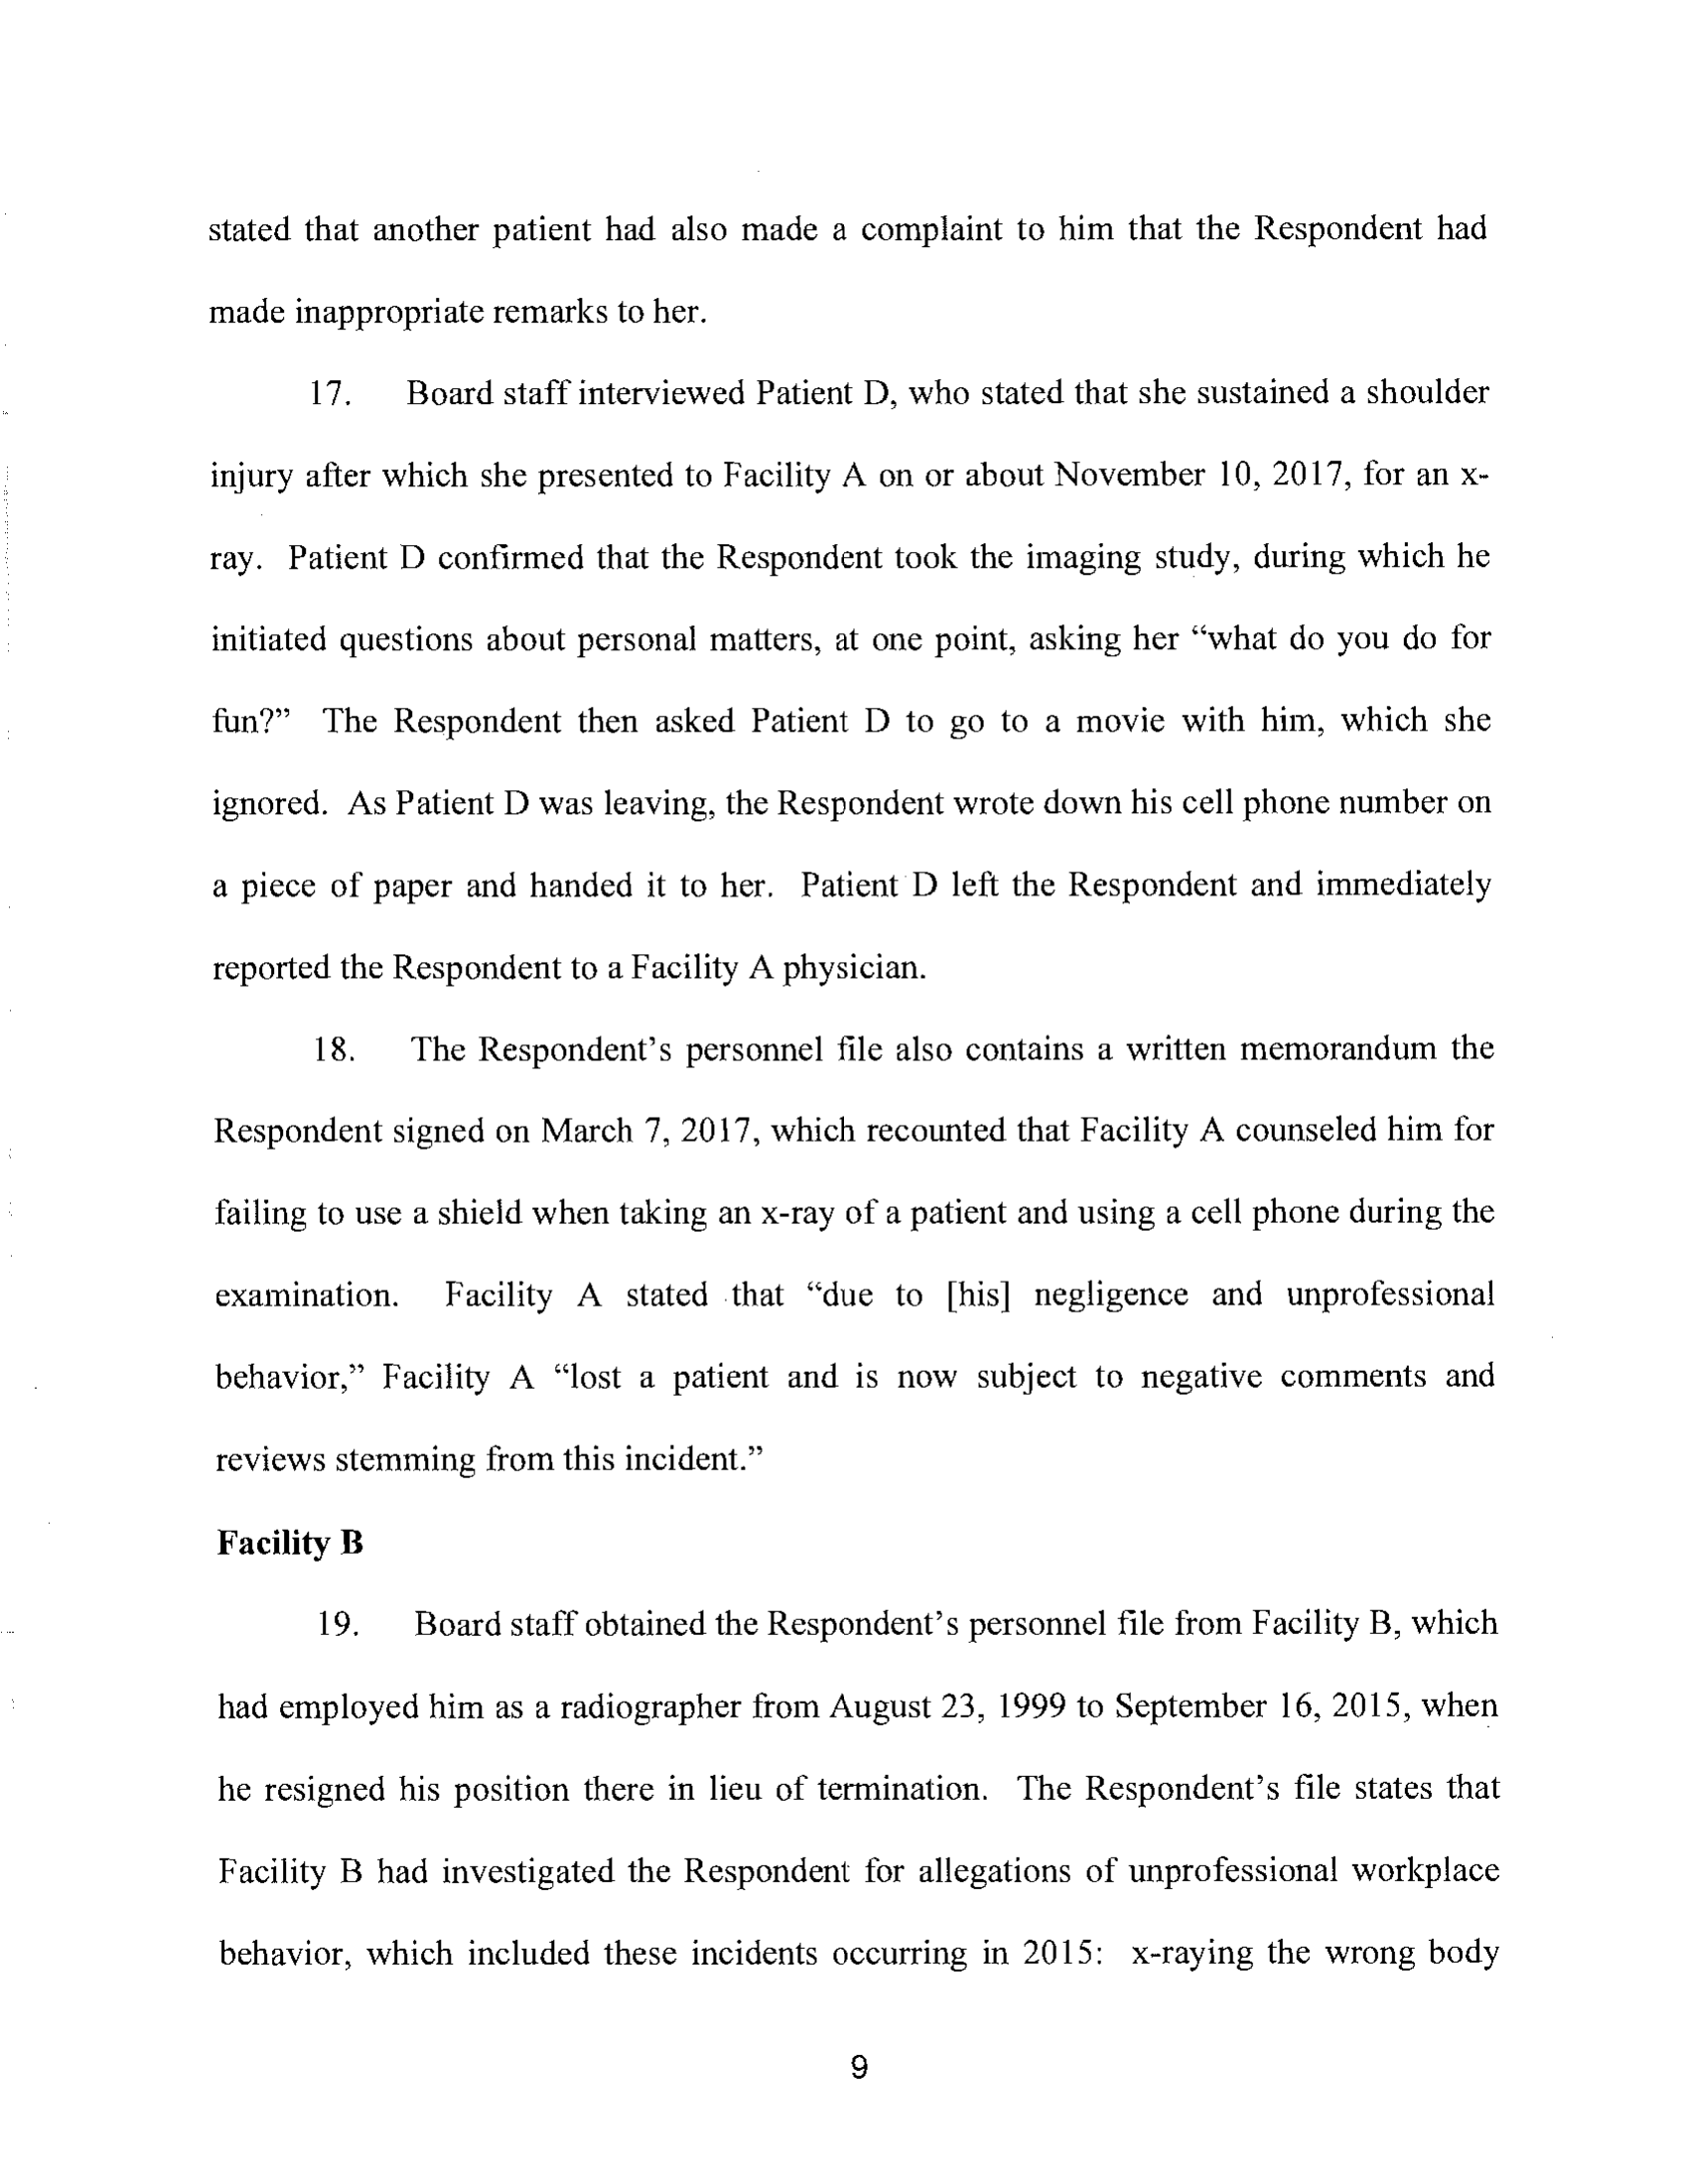 stated that another patient had also made a complaint to him that the Respondent had
made inappropriate remarks to her.
17. Board staff interviewed Patient D, who stated that she sustained a shoulder
injury after which she presented to Facility A on or about November 10, 2017, for an x-
ray. Patient D confirmed that the Respondent took the imaging study, during which he
initiated questions about personal matters, at one point, asking her “what do you do for
fun?” The Respondent then asked Patient D to go to a movie with him, which she
ignored. As Patient D was leaving, the Respondent wrote down his cell phone number on
a piece of paper and handed it to her. Patient D left the Respondent and immediately
reported the Respondent to a Facility A physician.
18. The Respondent’s personnel file also contains a written memorandum the
Respondent signed on March 7, 2017, which recounted that Facility A counseled him for
failing to use a shield when taking an x-ray of a patient and using a cell phone during the
examination. Facility A stated that “due to [his] negligence and unprofessional
behavior,” Facility A “lost a patient and is now subject to negative comments and
reviews stemming from this incident.”
Facility B
19. Board staff obtained the Respondent’s personnel file from Facility B, which
had employed him as a radiographer from August 23, 1999 to September 16, 2015, when
he resigned his position there in lieu of termination. The Respondent’s file states that
Facility B had investigated the Respondent for allegations of unprofessional workplace
behavior, which included these incidents occurring in 2015: x-raying the wrong body
9